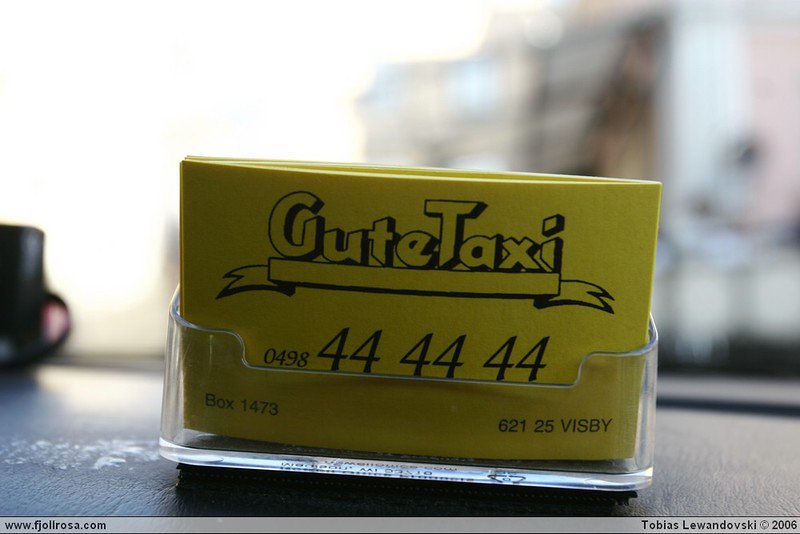 GuteTaxi
0498 44 44 44
Box 1473
621 25 VISBY
www.fjollrosa.com
Tobias Lewandovski © 2006